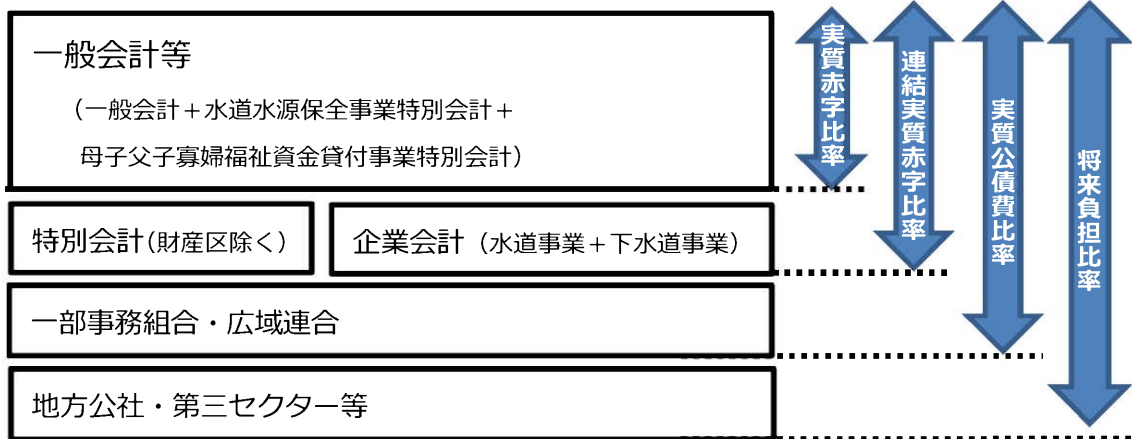 一般会計等
（一般会計＋水道水源保全事業特別会計＋
母子父子寡婦福祉資金貸付事業特別会計）
特別会計（財産区除く）
企業会計（水道事業＋下水道事業）
一部事務組合・広域連合
地方公社・第三セクター等
実質赤字比率
連結実質赤字比率
実質公債費比率
将来負担比率